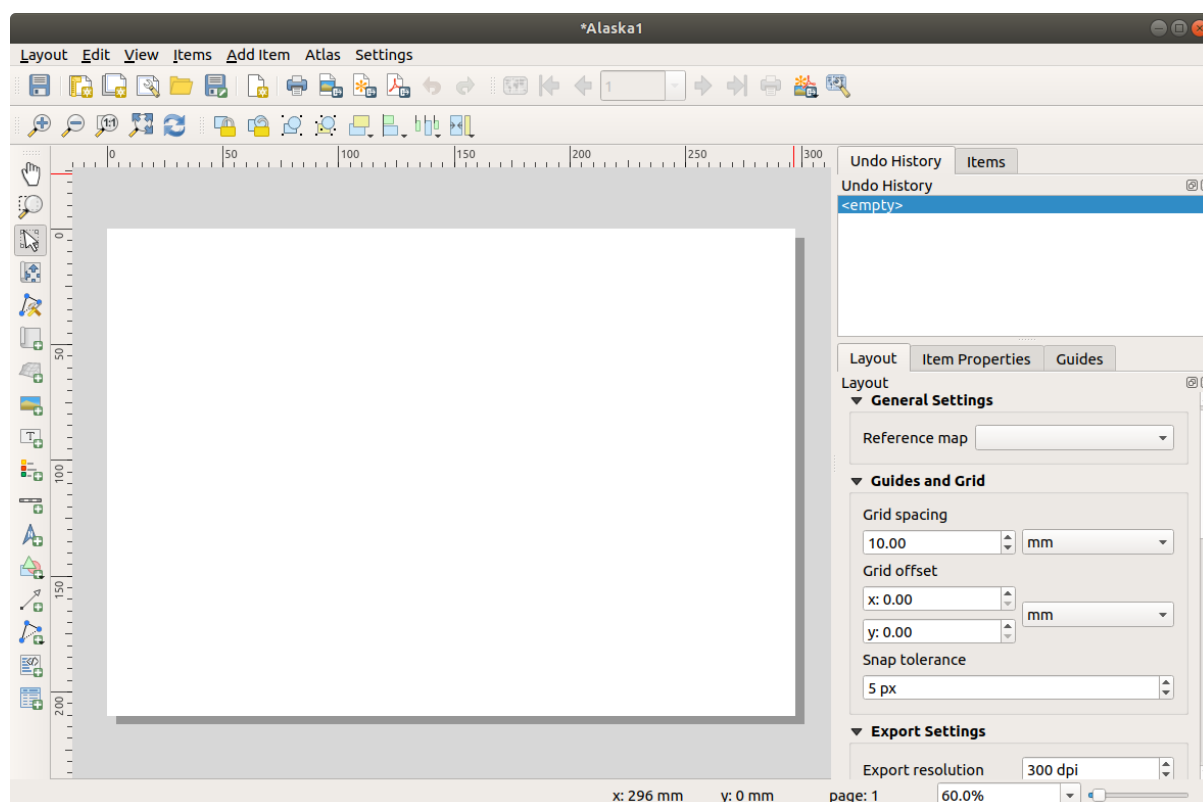 *Alaska1
Layout Edit View Items Add Item Atlas Settings
1
1:1
0 50 100 150 200 250 300
0
50
100
150
200
Undo History Items
Undo History
<empty>
Layout Item Properties Guides
Layout
General Settings
Reference map
Guides and Grid
Grid spacing
10.00 mm
Grid offset
x: 0.00
mm
y: 0.00
Snap tolerance
5 px
Export Settings
Export resolution 300 dpi
x: 296 mm y: 0 mm page: 1 60.0%